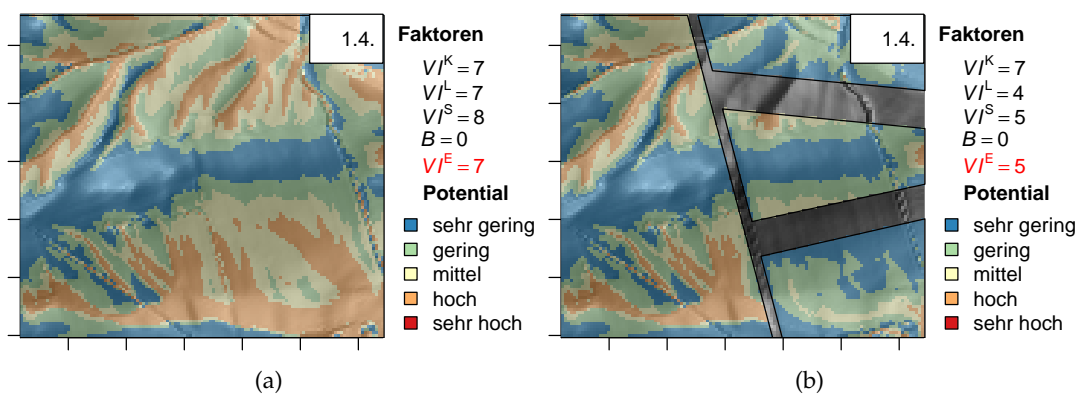 1.4.
Faktoren
VI^K = 7
VI^L = 7
VI^S = 8
B = 0
VI^E = 7
Potential
sehr gering
gering
mittel
hoch
sehr hoch
(a)
1.4.
Faktoren
VI^K = 7
VI^L = 4
VI^S = 5
B = 0
VI^E = 5
Potential
sehr gering
gering
mittel
hoch
sehr hoch
(b)